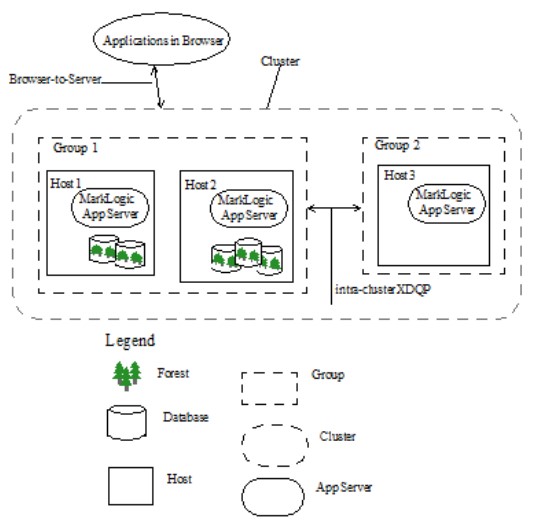 Applications in Browser
Browser-to-Server
Cluster
Group 1
Group 2
Host 1
MarkLogic
App Server
Host 2
MarkLogic
App Server
Host 3
MarkLogic
App Server
intra-cluster XDQP
Legend
Forest
Group
Database
Cluster
Host
App Server